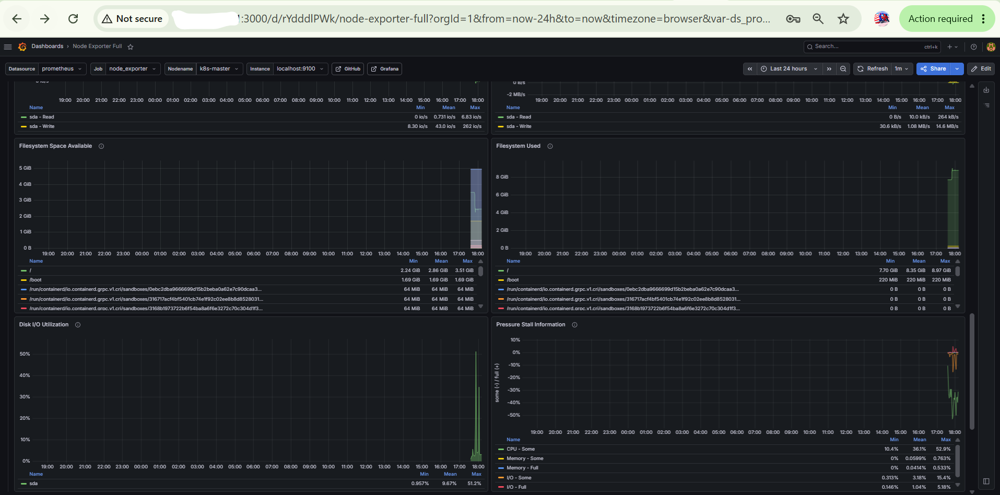 Not secure
:3000/d/rYdddlPWk/node-exporter-full?orgId=1&from=now-24h&to=now&timezone=browser&var-ds_pro...
Action required
Dashboards › Node Exporter Full
Search... ctrl+k
Datasource prometheus Job node_exporter Nodename k8s-master Instance localhost:9100 GitHub Grafana
Last 24 hours Refresh 1m Share Edit
19:00 20:00 21:00 22:00 23:00 00:00 01:00 02:00 03:00 04:00 05:00 06:00 07:00 08:00 09:00 10:00 11:00 12:00 13:00 14:00 15:00 16:00 17:00 18:00
Name Min Mean Max
sda - Read 0 io/s 0.731 io/s 6.83 io/s
sda - Write 8.30 io/s 43.0 io/s 262 io/s
0 B/s
-2 MB/s
19:00 20:00 21:00 22:00 23:00 00:00 01:00 02:00 03:00 04:00 05:00 06:00 07:00 08:00 09:00 10:00 11:00 12:00 13:00 14:00 15:00 16:00 17:00 18:00
Name Min Mean Max
sda - Read 0 B/s 10.0 kB/s 264 kB/s
sda - Write 30.6 kB/s 1.08 MB/s 14.6 MB/s
Filesystem Space Available
5 GiB
4 GiB
3 GiB
2 GiB
1 GiB
0 B
19:00 20:00 21:00 22:00 23:00 00:00 01:00 02:00 03:00 04:00 05:00 06:00 07:00 08:00 09:00 10:00 11:00 12:00 13:00 14:00 15:00 16:00 17:00 18:00
Name Min Mean Max
/ 2.24 GiB 2.86 GiB 3.51 GiB
/boot 1.69 GiB 1.69 GiB 1.69 GiB
/run/containerd/io.containerd.grpc.v1.cri/sandboxes/0ebc2dba9666699d15b2beba0a62e7c90dcaa3... 64 MiB 64 MiB 64 MiB
/run/containerd/io.containerd.grpc.v1.cri/sandboxes/316717acf4bf5401cb74e1f92c02ee8b8d8528031... 64 MiB 64 MiB 64 MiB
/run/containerd/io.containerd.grpc.v1.cri/sandboxes/3168b1973722b6f54ba8a6f6e3272c70c304d1f3... 64 MiB 64 MiB 64 MiB
Filesystem Used
8 GiB
6 GiB
4 GiB
2 GiB
0 B
19:00 20:00 21:00 22:00 23:00 00:00 01:00 02:00 03:00 04:00 05:00 06:00 07:00 08:00 09:00 10:00 11:00 12:00 13:00 14:00 15:00 16:00 17:00 18:00
Name Min Mean Max
/ 7.70 GiB 8.35 GiB 8.97 GiB
/boot 220 MiB 220 MiB 220 MiB
/run/containerd/io.containerd.grpc.v1.cri/sandboxes/0ebc2dba9666699d15b2beba0a62e7c90dcaa3... 0 B 0 B 0 B
/run/containerd/io.containerd.grpc.v1.cri/sandboxes/316717acf4bf5401cb74e1f92c02ee8b8d8528031... 0 B 0 B 0 B
/run/containerd/io.containerd.grpc.v1.cri/sandboxes/3168b1973722b6f54ba8a6f6e3272c70c304d1f3... 0 B 0 B 0 B
Disk I/O Utilization
50%
40%
30%
20%
10%
0%
19:00 20:00 21:00 22:00 23:00 00:00 01:00 02:00 03:00 04:00 05:00 06:00 07:00 08:00 09:00 10:00 11:00 12:00 13:00 14:00 15:00 16:00 17:00 18:00
Name Min Mean Max
sda 0.957% 9.67% 51.2%
Pressure Stall Information
some (-) / full (+)
10%
0%
-10%
-20%
-30%
-40%
-50%
19:00 20:00 21:00 22:00 23:00 00:00 01:00 02:00 03:00 04:00 05:00 06:00 07:00 08:00 09:00 10:00 11:00 12:00 13:00 14:00 15:00 16:00 17:00 18:00
Name Min Mean Max
CPU - Some 10.4% 36.1% 52.9%
Memory - Some 0% 0.0599% 0.763%
Memory - Full 0% 0.0414% 0.533%
I/O - Some 0.313% 3.18% 15.4%
I/O - Full 0.146% 1.04% 5.18%